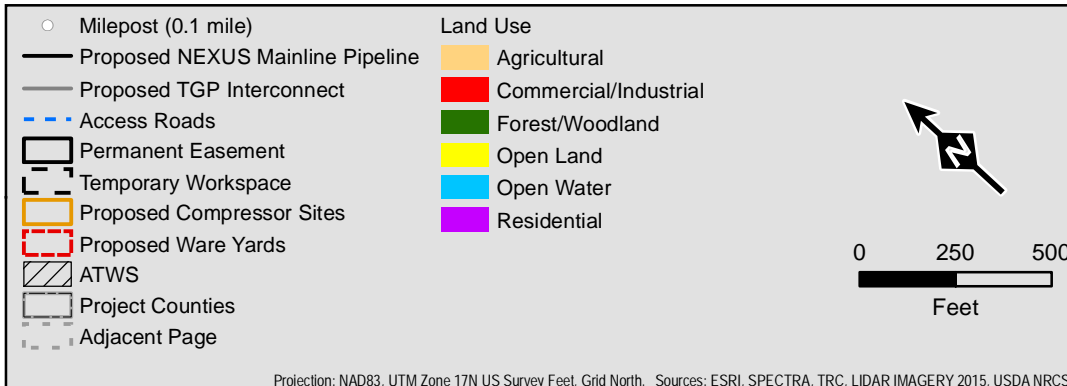 Milepost (0.1 mile)
Proposed NEXUS Mainline Pipeline
Proposed TGP Interconnect
Access Roads
Permanent Easement
Temporary Workspace
Proposed Compressor Sites
Proposed Ware Yards
ATWS
Project Counties
Adjacent Page
Land Use
Agricultural
Commercial/Industrial
Forest/Woodland
Open Land
Open Water
Residential
N
0 250 500
Feet
Projection: NAD83, UTM Zone 17N US Survey Feet, Grid North. Sources: ESRI, SPECTRA, TRC, LIDAR IMAGERY 2015, USDA NRCS